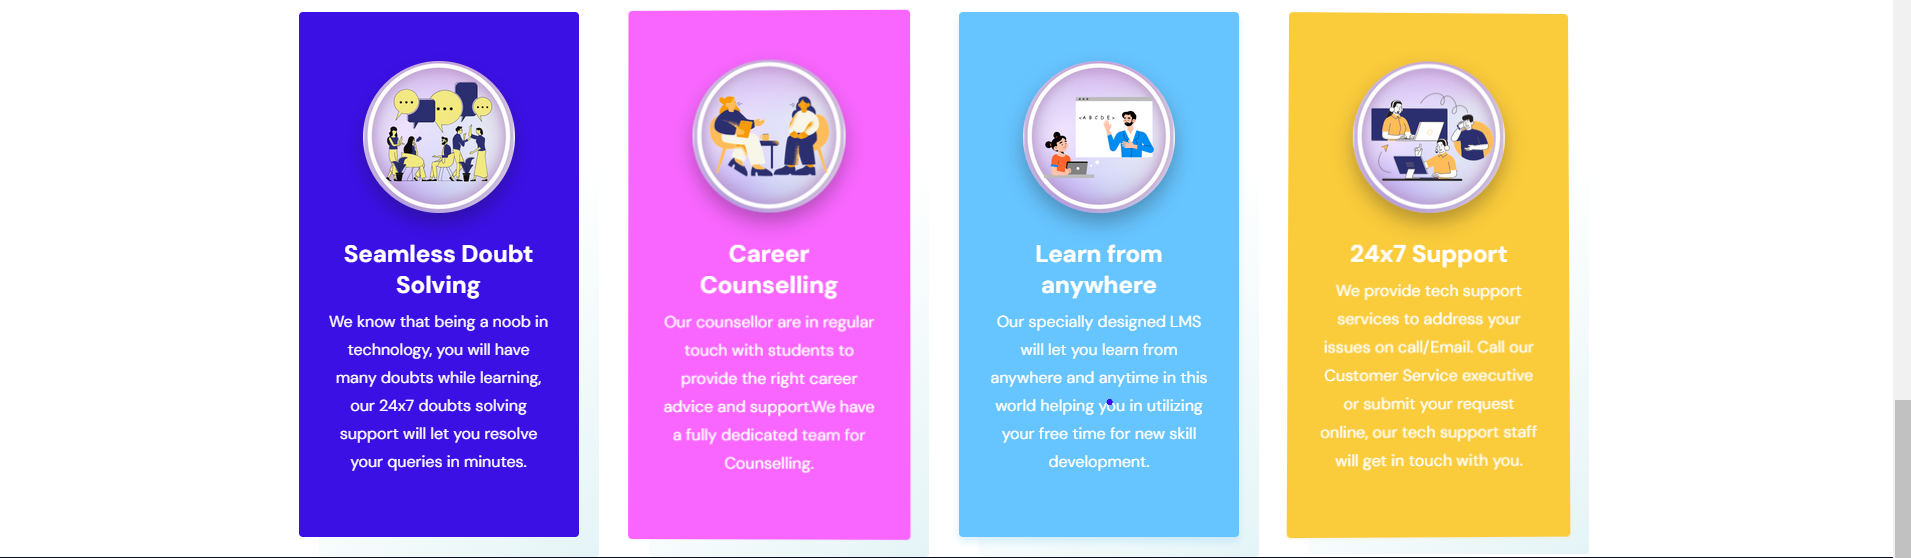 Seamless Doubt
Solving
We know that being a noob in
technology, you will have
many doubts while learning,
our 24x7 doubts solving
support will let you resolve
your queries in minutes.
Career
Counselling
Our counsellor are in regular
touch with students to
provide the right career
advice and support.We have
a fully dedicated team for
Counselling.
<ABCDE>
Learn from
anywhere
Our specially designed LMS
will let you learn from
anywhere and anytime in this
world helping you in utilizing
your free time for new skill
development.
24x7 Support
We provide tech support
services to address your
issues on call/Email. Call our
Customer Service executive
or submit your request
online, our tech support staff
will get in touch with you.